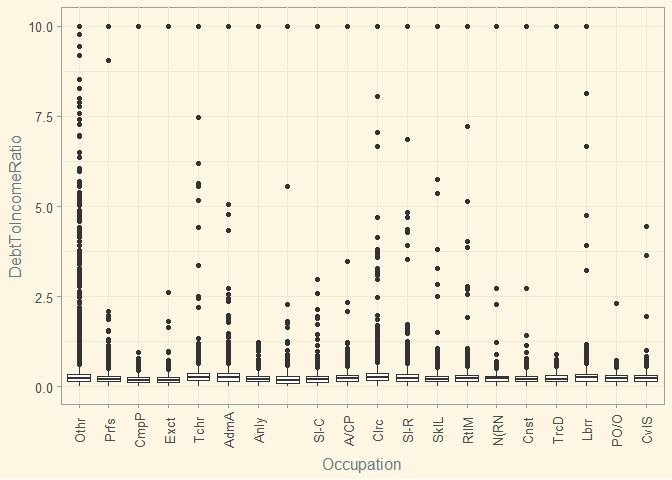 10.0
7.5
5.0
2.5
0.0
DebtToIncomeRatio
Othr
Prfs
CmpP
Exct
Tchr
AdmA
Anly
Sl-C
A/CP
Clrc
Sl-R
SklL
RtlM
N(RN
Cnst
TrcD
Lbrr
PO/O
CvlS
Occupation